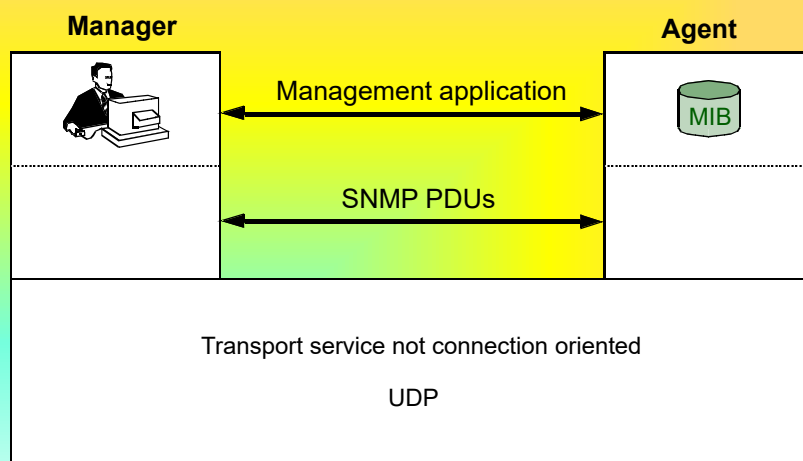 Manager
Agent
Management application
MIB
SNMP PDUs
Transport service not connection oriented
UDP